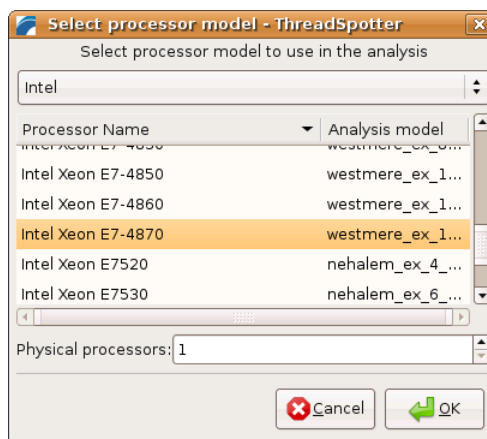 Select processor model - ThreadSpotter
Select processor model to use in the analysis
Intel
Processor Name Analysis model
Intel Xeon E7-4850 westmere_ex_1...
Intel Xeon E7-4860 westmere_ex_1...
Intel Xeon E7-4870 westmere_ex_1...
Intel Xeon E7520 nehalem_ex_4_...
Intel Xeon E7530 nehalem_ex_6_...
Physical processors: 1
Cancel OK